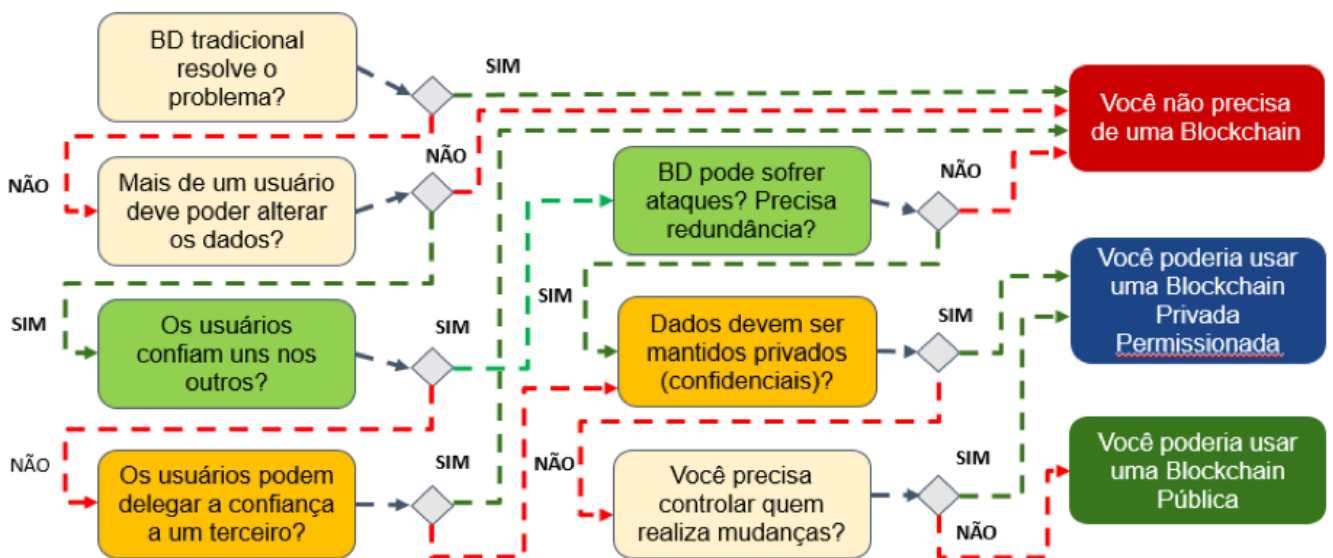 BD tradicional
resolve o
problema?
SIM
Você não precisa
de uma Blockchain
NÃO
Mais de um usuário
deve poder alterar
os dados?
NÃO
BD pode sofrer
ataques? Precisa
redundância?
NÃO
SIM
Os usuários
confiam uns nos
outros?
SIM
SIM
Dados devem ser
mantidos privados
(confidenciais)?
SIM
Você poderia usar
uma Blockchain
Privada
Permissionada
NÃO
Os usuários podem
delegar a confiança
a um terceiro?
SIM
NÃO
Você precisa
controlar quem
realiza mudanças?
SIM
NÃO
Você poderia usar
uma Blockchain
Pública